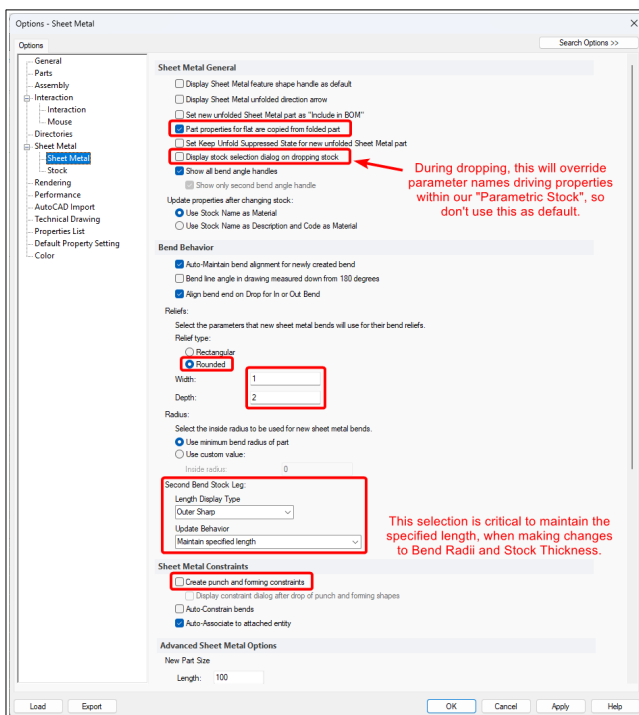 Options - Sheet Metal
Options
Search Options >>
General
Parts
Assembly
Interaction
Interaction
Mouse
Directories
Sheet Metal
Sheet Metal
Stock
Rendering
Performance
AutoCAD Import
Technical Drawing
Properties List
Default Property Setting
Color
Sheet Metal General
Display Sheet Metal feature shape handle as default
Display Sheet Metal unfolded direction arrow
Set new unfolded Sheet Metal part as "Include in BOM"
Part properties for flat are copied from folded part
Set Keep Unfold Suppressed State for new unfolded Sheet Metal part
Display stock selection dialog on dropping stock
Show all bend angle handles
Show only second bend angle handle
Update properties after changing stock:
Use Stock Name as Material
Use Stock Name as Description and Code as Material
During dropping, this will override
parameter names driving properties
within our "Parametric Stock", so
don't use this as default.
Bend Behavior
Auto-Maintain bend alignment for newly created bend
Bend line angle in drawing measured down from 180 degrees
Align bend end on Drop for In or Out Bend
Reliefs:
Select the parameters that new sheet metal bends will use for their bend reliefs.
Relief type:
Rectangular
Rounded
Width: 1
Depth: 2
Radius:
Select the inside radius to be used for new sheet metal bends.
Use minimum bend radius of part
Use custom value:
Inside radius: 0
Second Bend Stock Leg:
Length Display Type
Outer Sharp
Update Behavior
Maintain specified length
This selection is critical to maintain the
specified length, when making changes
to Bend Radii and Stock Thickness.
Sheet Metal Constraints
Create punch and forming constraints
Display constraint dialog after drop of punch and forming shapes
Auto-Constrain bends
Auto-Associate to attached entity
Advanced Sheet Metal Options
New Part Size
Length: 100
Load
Export
OK
Cancel
Apply
Help